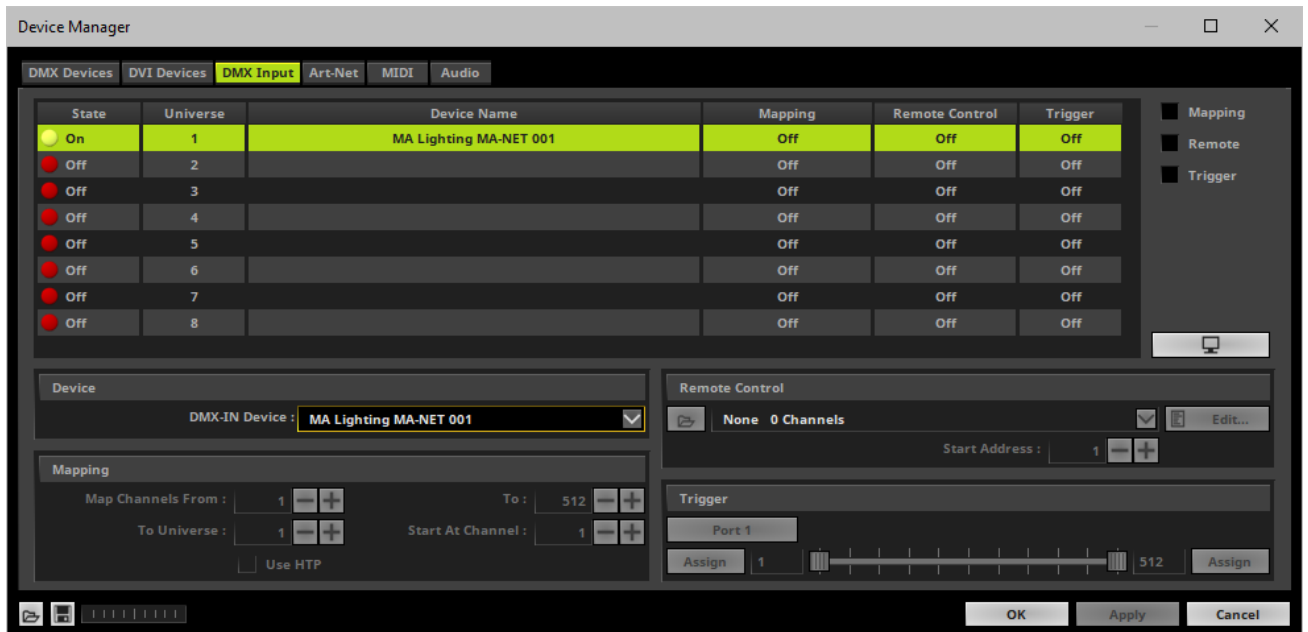 Device Manager
DMX Devices DVI Devices DMX Input Art-Net MIDI Audio
State Universe Device Name Mapping Remote Control Trigger
On 1 MA Lighting MA-NET 001 Off Off Off
Off 2 Off Off Off
Off 3 Off Off Off
Off 4 Off Off Off
Off 5 Off Off Off
Off 6 Off Off Off
Off 7 Off Off Off
Off 8 Off Off Off
Mapping
Remote
Trigger
Device
DMX-IN Device : MA Lighting MA-NET 001
Mapping
Map Channels From : 1 To : 512
To Universe : 1 Start At Channel : 1
Use HTP
Remote Control
None 0 Channels Edit...
Start Address : 1
Trigger
Port 1
Assign 1 512 Assign
OK Apply Cancel